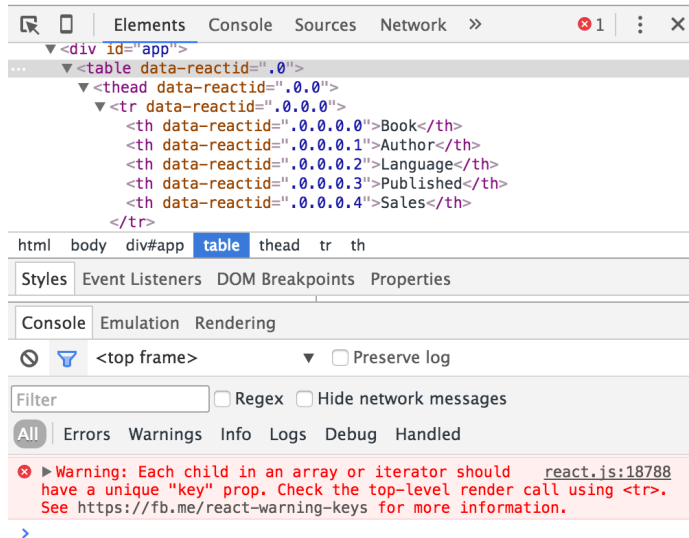 Elements Console Sources Network » 1
▼<div id="app">
... ▼<table data-reactid=".0">
▼<thead data-reactid=".0.0">
▼<tr data-reactid=".0.0.0">
<th data-reactid=".0.0.0.0">Book</th>
<th data-reactid=".0.0.0.1">Author</th>
<th data-reactid=".0.0.0.2">Language</th>
<th data-reactid=".0.0.0.3">Published</th>
<th data-reactid=".0.0.0.4">Sales</th>
</tr>
html body div#app table thead tr th
Styles Event Listeners DOM Breakpoints Properties
Console Emulation Rendering
<top frame> ▼ Preserve log
Filter Regex Hide network messages
All Errors Warnings Info Logs Debug Handled
▶Warning: Each child in an array or iterator should react.js:18788
have a unique "key" prop. Check the top-level render call using <tr>.
See https://fb.me/react-warning-keys for more information.
>